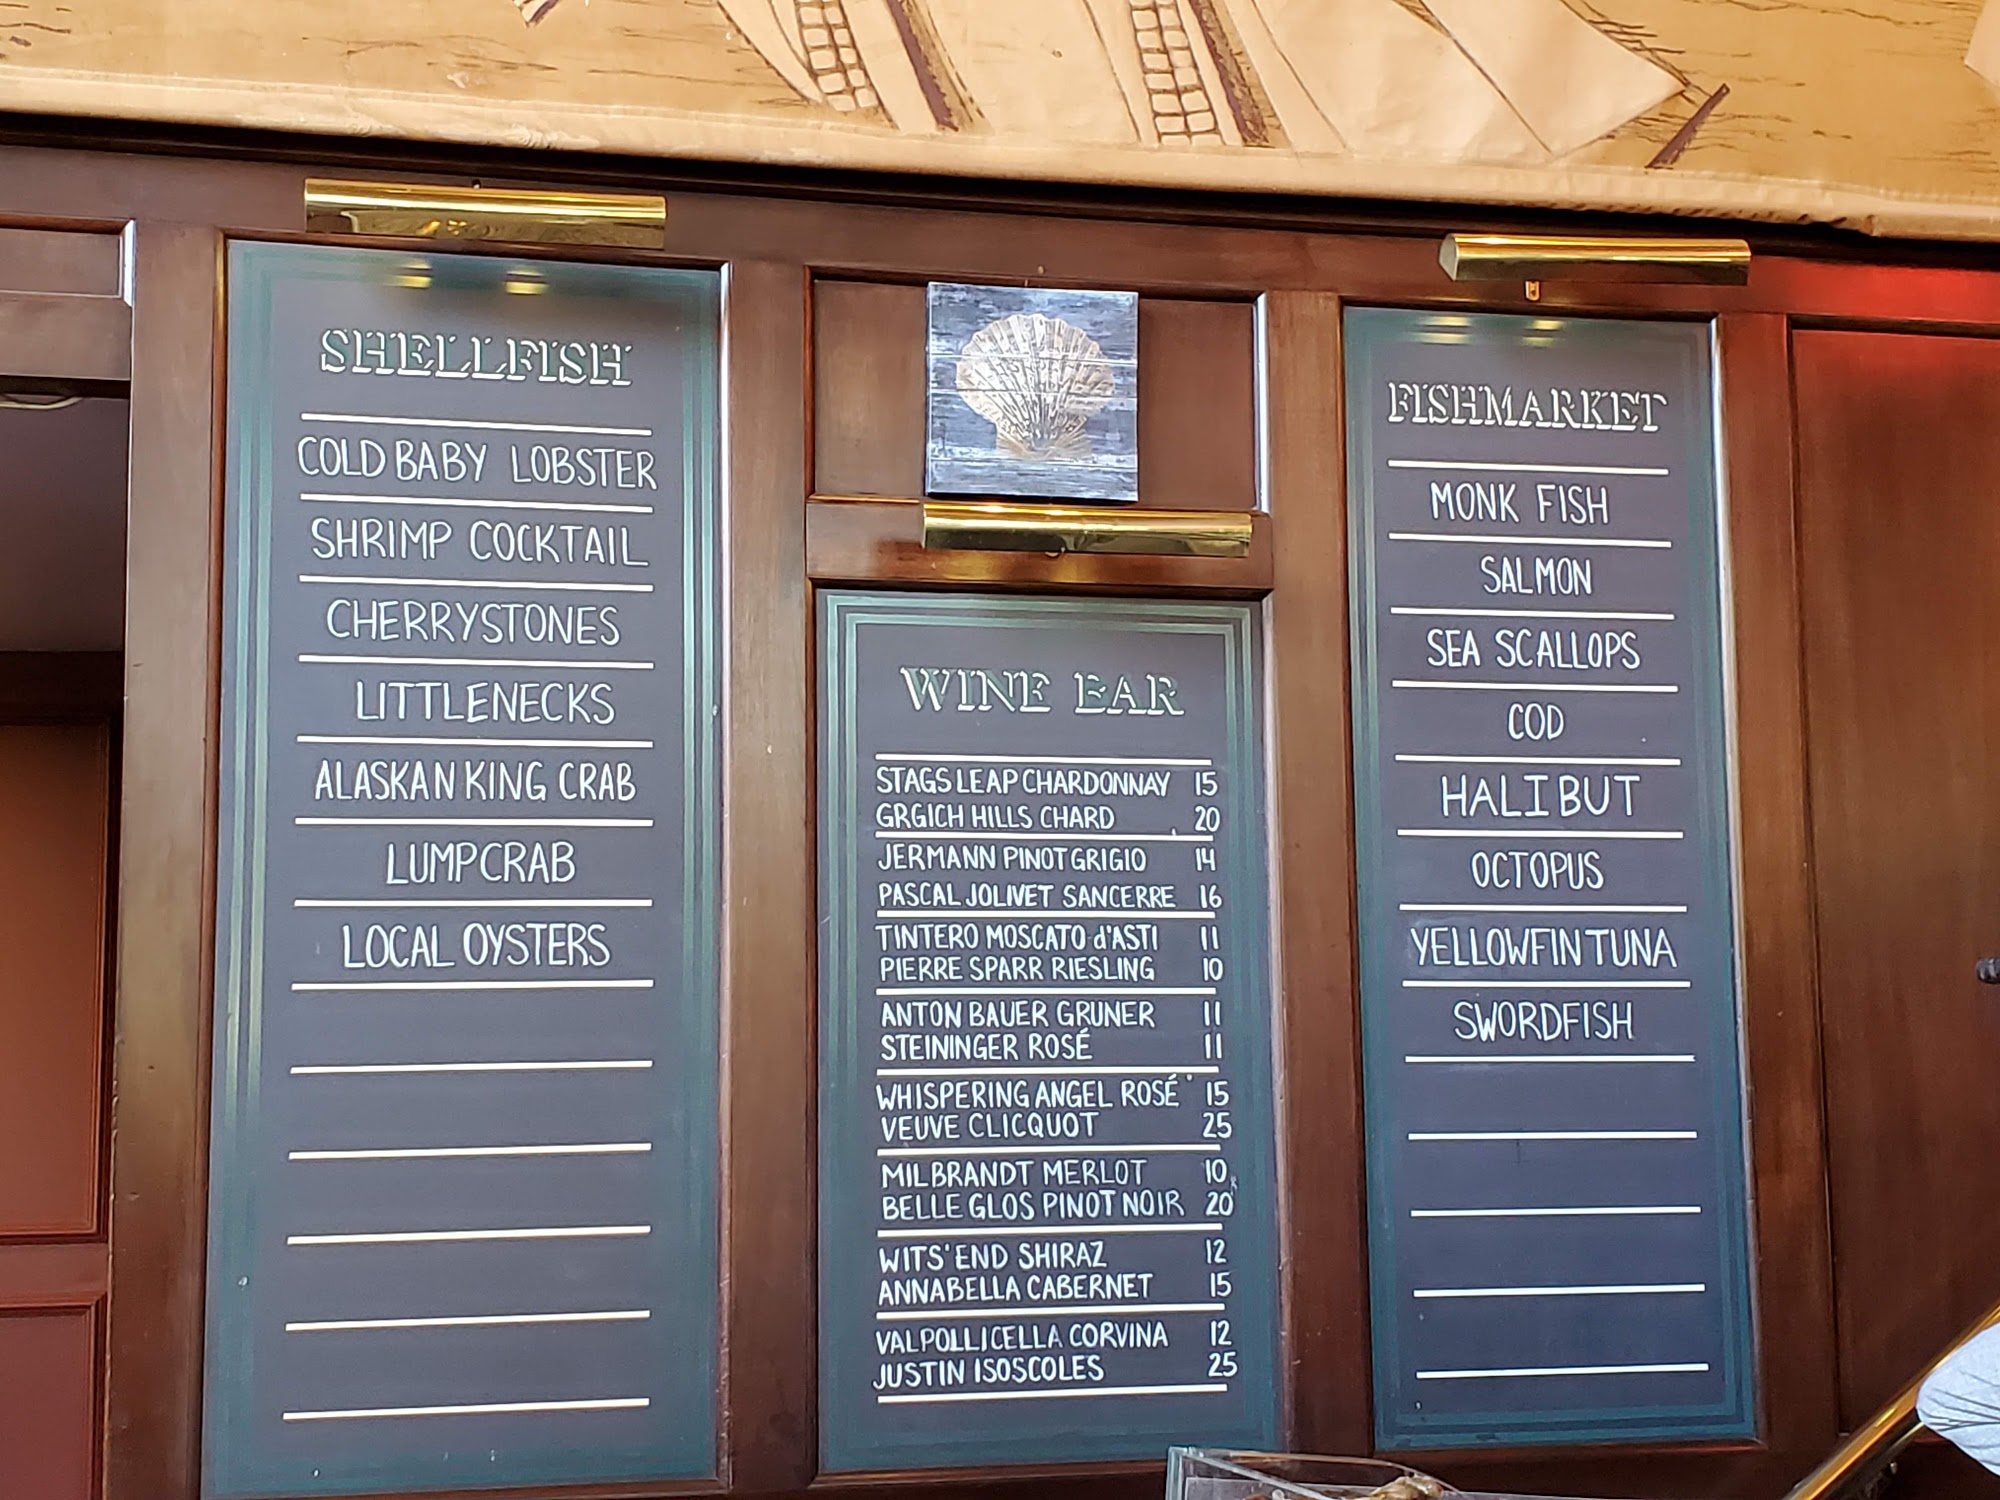 SHELLFISH
COLD BABY LOBSTER
SHRIMP COCKTAIL
CHERRYSTONES
LITTLENECKS
ALASKAN KING CRAB
LUMPCRAB
LOCAL OYSTERS
WINE BAR
STAGS LEAP CHARDONNAY 15
GRGICH HILLS CHARD 20
JERMANN PINOT GRIGIO 14
PASCAL JOLIVET SANCERRE 16
TINTERO MOSCATO d'ASTI 11
PIERRE SPARR RIESLING 10
ANTON BAUER GRUNER 11
STEININGER ROSÉ 11
WHISPERING ANGEL ROSÉ 15
VEUVE CLICQUOT 25
MILBRANDT MERLOT 10
BELLE GLOS PINOT NOIR 20
WITS' END SHIRAZ 12
ANNABELLA CABERNET 15
VALPOLLICELLA CORVINA 12
JUSTIN ISOSCOLES 25
FISHMARKET
MONK FISH
SALMON
SEA SCALLOPS
COD
HALIBUT
OCTOPUS
YELLOWFIN TUNA
SWORDFISH